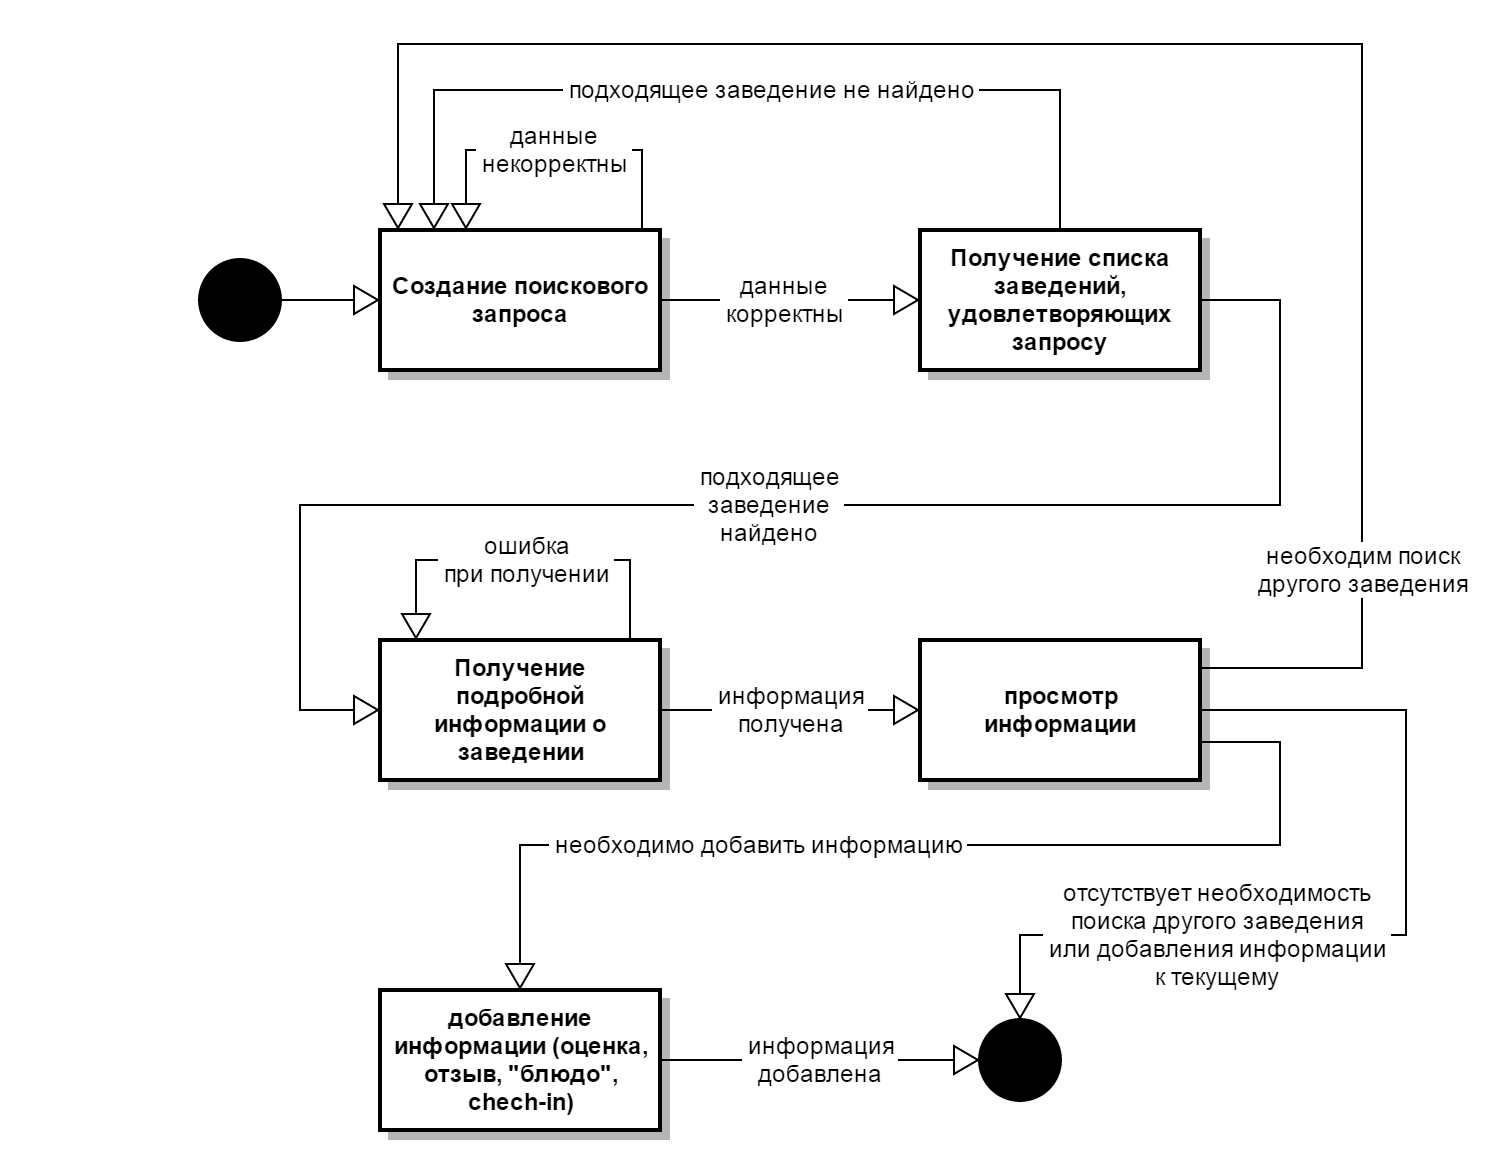 подходящее заведение не найдено
данные
некорректны
Создание поискового
запроса
данные
корректны
Получение списка
заведений,
удовлетворяющих
запросу
подходящее
заведение
найдено
необходим поиск
другого заведения
ошибка
при получении
Получение
подробной
информации о
заведении
информация
получена
просмотр
информации
необходимо добавить информацию
отсутствует необходимость
поиска другого заведения
или добавления информации
к текущему
добавление
информации (оценка,
отзыв, "блюдо",
chech-in)
информация
добавлена